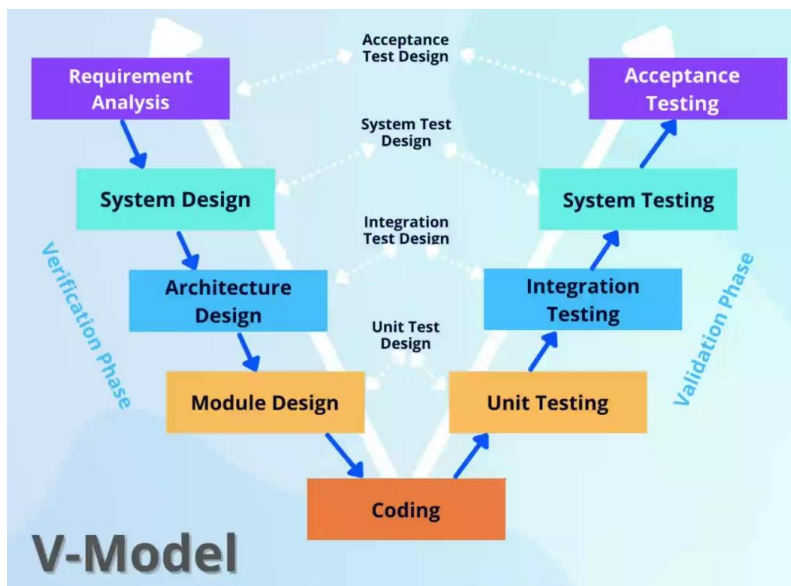 Acceptance
Test Design
Requirement
Analysis
Acceptance
Testing
System Test
Design
System Design
System Testing
Integration
Test Design
Verification Phase
Validation Phase
Architecture
Design
Integration
Testing
Unit Test
Design
Module Design
Unit Testing
Coding
V-Model